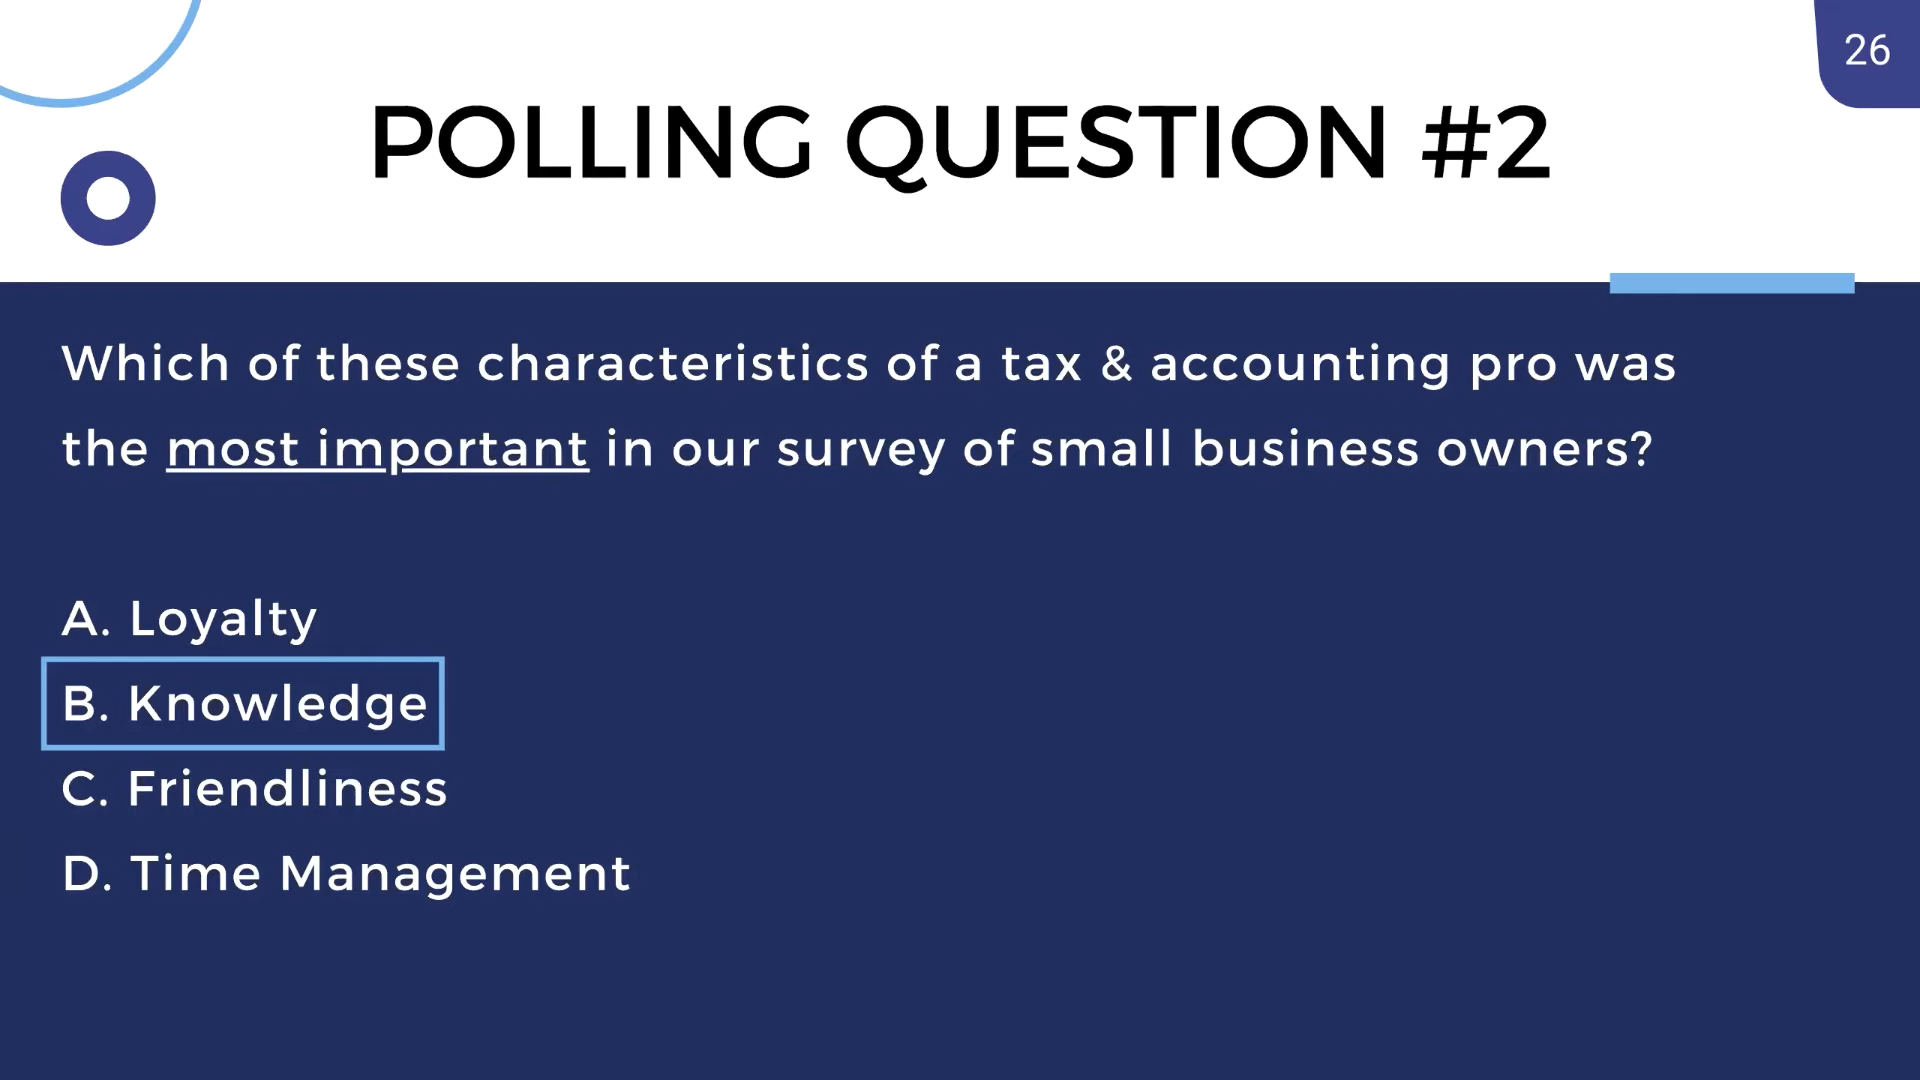 26
POLLING QUESTION #2
Which of these characteristics of a tax & accounting pro was
the most important in our survey of small business owners?
A. Loyalty
B. Knowledge
C. Friendliness
D. Time Management